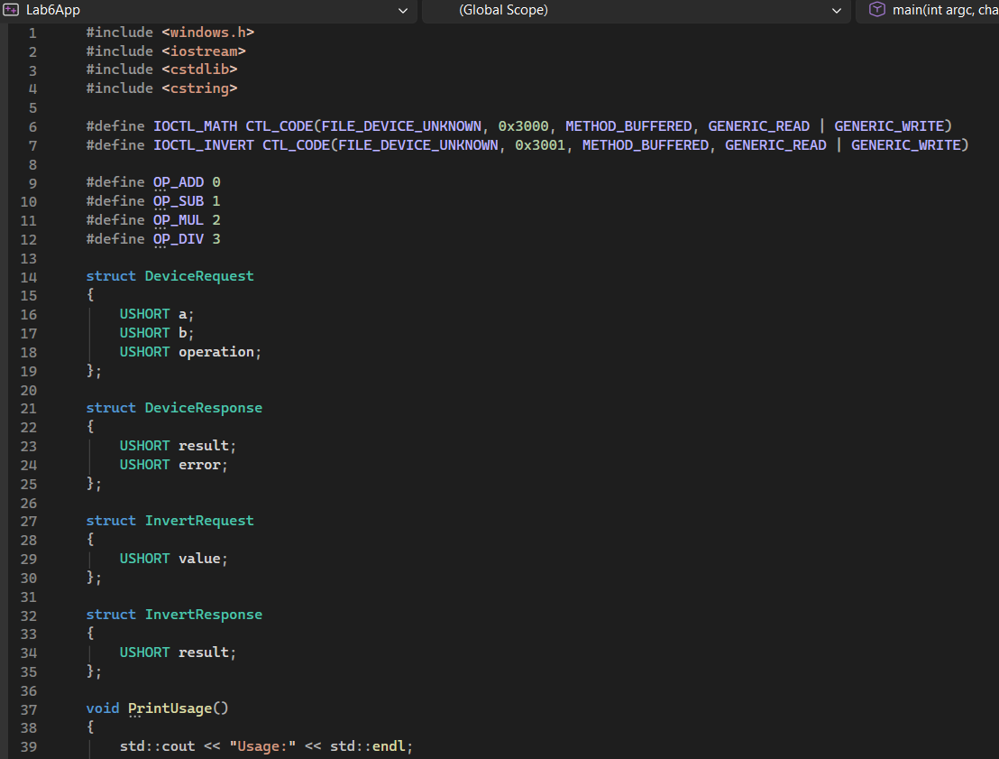 Lab6App (Global Scope) main(int argc, cha
1 #include <windows.h>
2 #include <iostream>
3 #include <cstdlib>
4 #include <cstring>
5
6 #define IOCTL_MATH CTL_CODE(FILE_DEVICE_UNKNOWN, 0x3000, METHOD_BUFFERED, GENERIC_READ | GENERIC_WRITE)
7 #define IOCTL_INVERT CTL_CODE(FILE_DEVICE_UNKNOWN, 0x3001, METHOD_BUFFERED, GENERIC_READ | GENERIC_WRITE)
8
9 #define OP_ADD 0
10 #define OP_SUB 1
11 #define OP_MUL 2
12 #define OP_DIV 3
13
14 struct DeviceRequest
15 {
16     USHORT a;
17     USHORT b;
18     USHORT operation;
19 };
20
21 struct DeviceResponse
22 {
23     USHORT result;
24     USHORT error;
25 };
26
27 struct InvertRequest
28 {
29     USHORT value;
30 };
31
32 struct InvertResponse
33 {
34     USHORT result;
35 };
36
37 void PrintUsage()
38 {
39     std::cout << "Usage:" << std::endl;